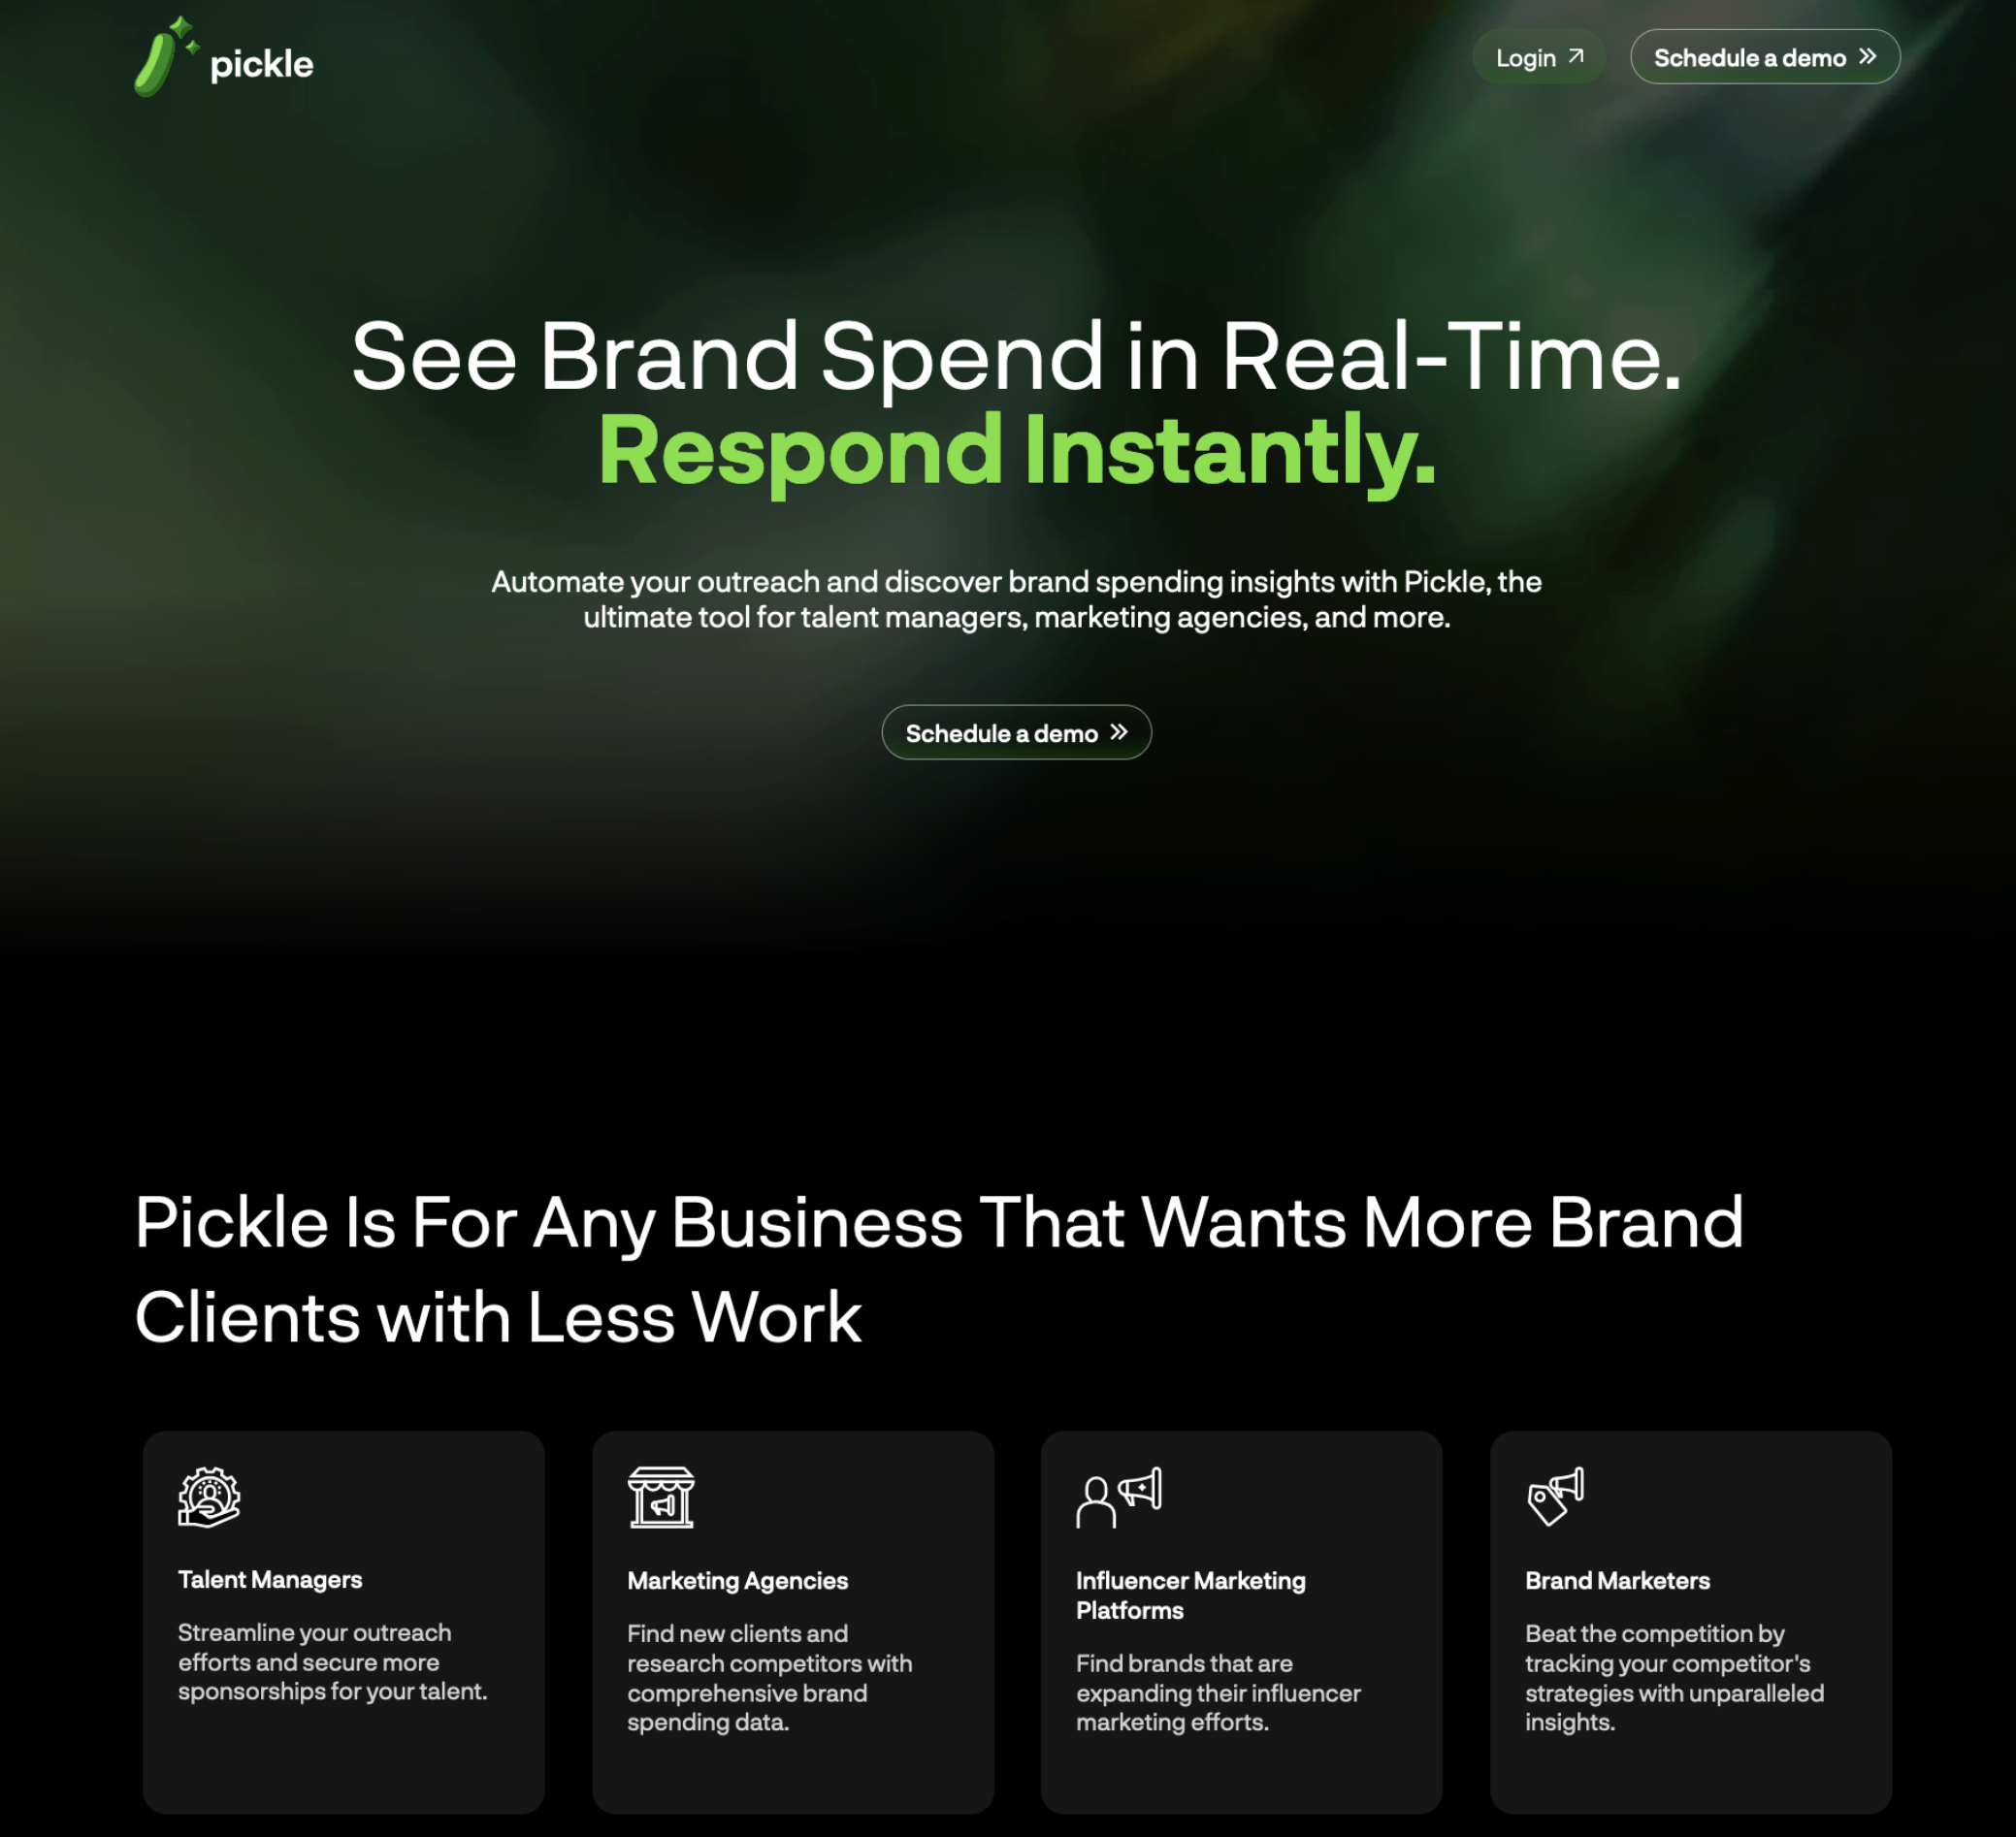 pickle
Login
Schedule a demo
See Brand Spend in Real-Time.
Respond Instantly.
Automate your outreach and discover brand spending insights with Pickle, the
ultimate tool for talent managers, marketing agencies, and more.
Schedule a demo
Pickle Is For Any Business That Wants More Brand
Clients with Less Work
Talent Managers
Streamline your outreach
efforts and secure more
sponsorships for your talent.
Marketing Agencies
Find new clients and
research competitors with
comprehensive brand
spending data.
Influencer Marketing
Platforms
Find brands that are
expanding their influencer
marketing efforts.
Brand Marketers
Beat the competition by
tracking your competitor's
strategies with unparalleled
insights.